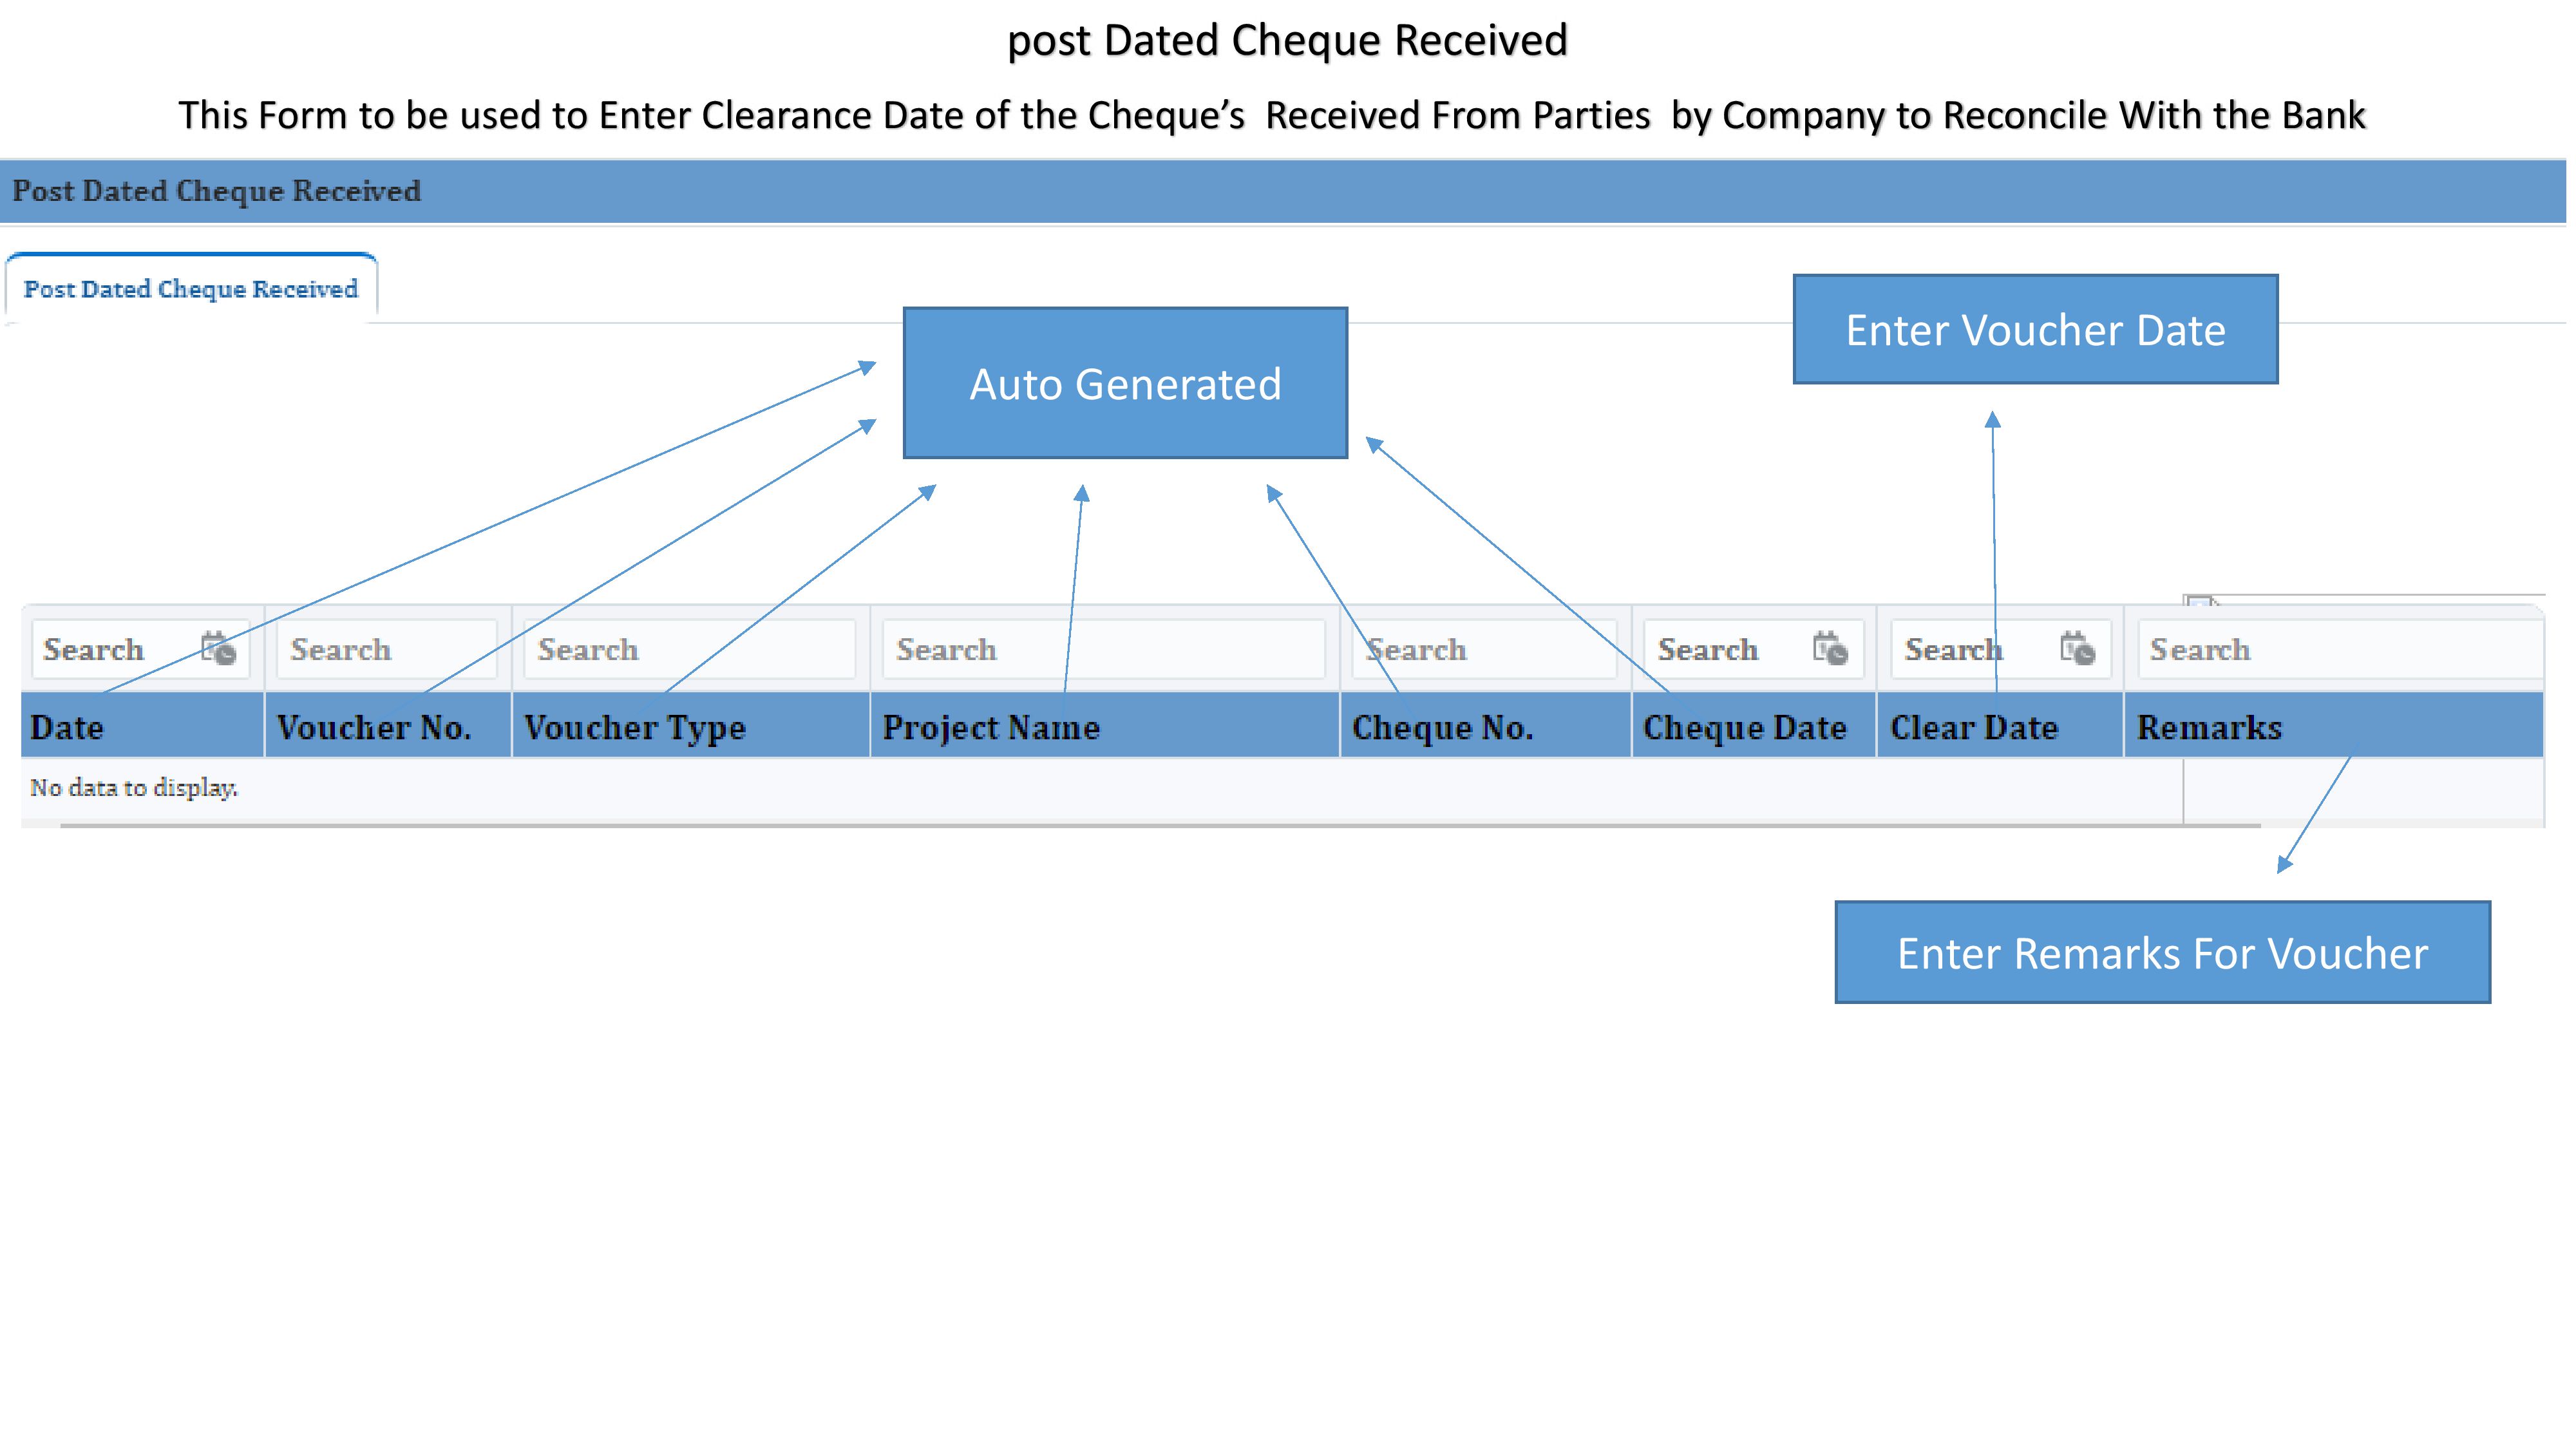 post Dated Cheque Received
This Form to be used to Enter Clearance Date of the Cheque’s  Received From Parties  by Company to Reconcile With the Bank
Post Dated Cheque Received
Post Dated Cheque Received
Enter Voucher Date
Auto Generated
Search Search Search Search Search Search Search Search
Date Voucher No. Voucher Type Project Name Cheque No. Cheque Date Clear Date Remarks
No data to display.
Enter Remarks For Voucher